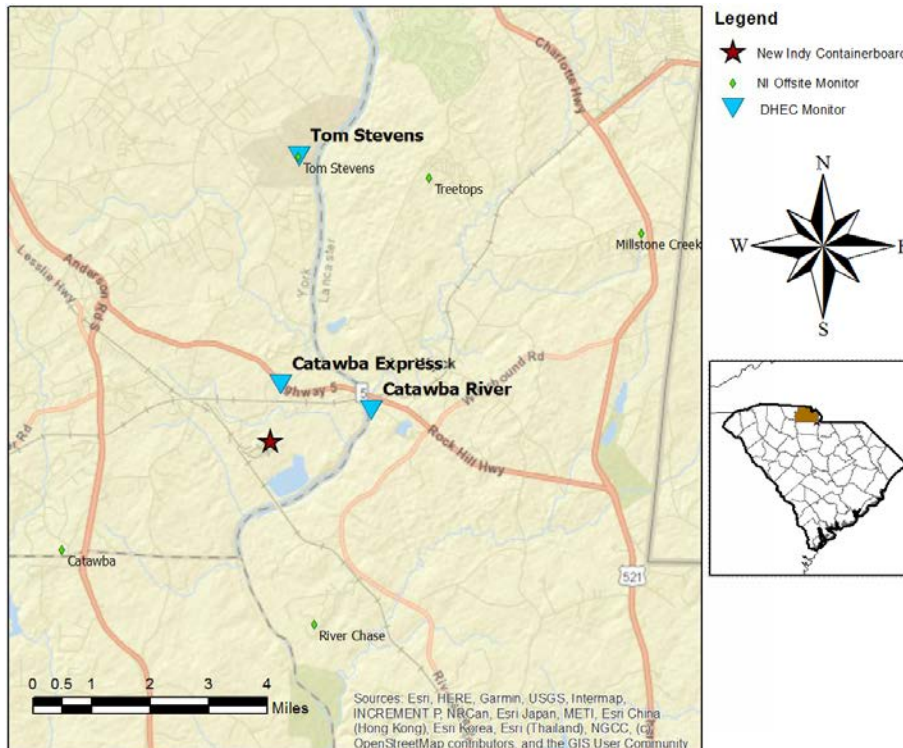 Legend
New Indy Containerboard
NI Offsite Monitor
DHEC Monitor
N
W
E
S
Charlotte Hwy
Tom Stevens
Tom Stevens
Treetops
Millstone Creek
York
Lancaster
Lesslie Hwy
Anderson Rd S
Catawba Express
Highway 5
Catawba River
Rock Hill Hwy
Catawba
521
River Chase
0 0.5 1 2 3 4
Miles
Sources: Esri, HERE, Garmin, USGS, Intermap,
INCREMENT P, NRCan, Esri Japan, METI, Esri China
(Hong Kong), Esri Korea, Esri (Thailand), NGCC, (c)
OpenStreetMap contributors, and the GIS User Community